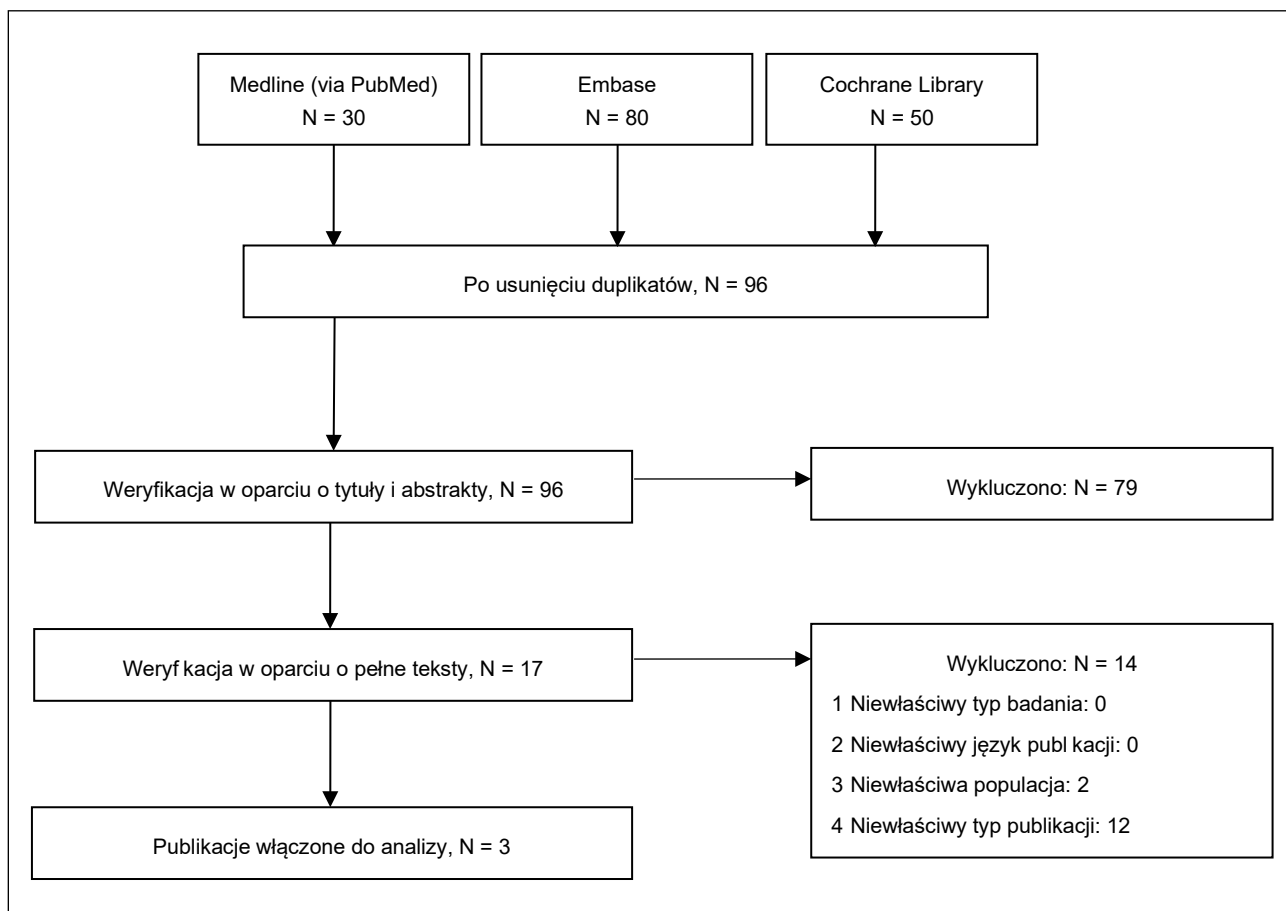 Medline (via PubMed)
N = 30
Embase
N = 80
Cochrane Library
N = 50
Po usunięciu duplikatów, N = 96
Weryfikacja w oparciu o tytuły i abstrakty, N = 96
Wykluczono: N = 79
Weryf kacja w oparciu o pełne teksty, N = 17
Wykluczono: N = 14
1 Niewłaściwy typ badania: 0
2 Niewłaściwy język publ kacji: 0
3 Niewłaściwa populacja: 2
4 Niewłaściwy typ publikacji: 12
Publikacje włączone do analizy, N = 3